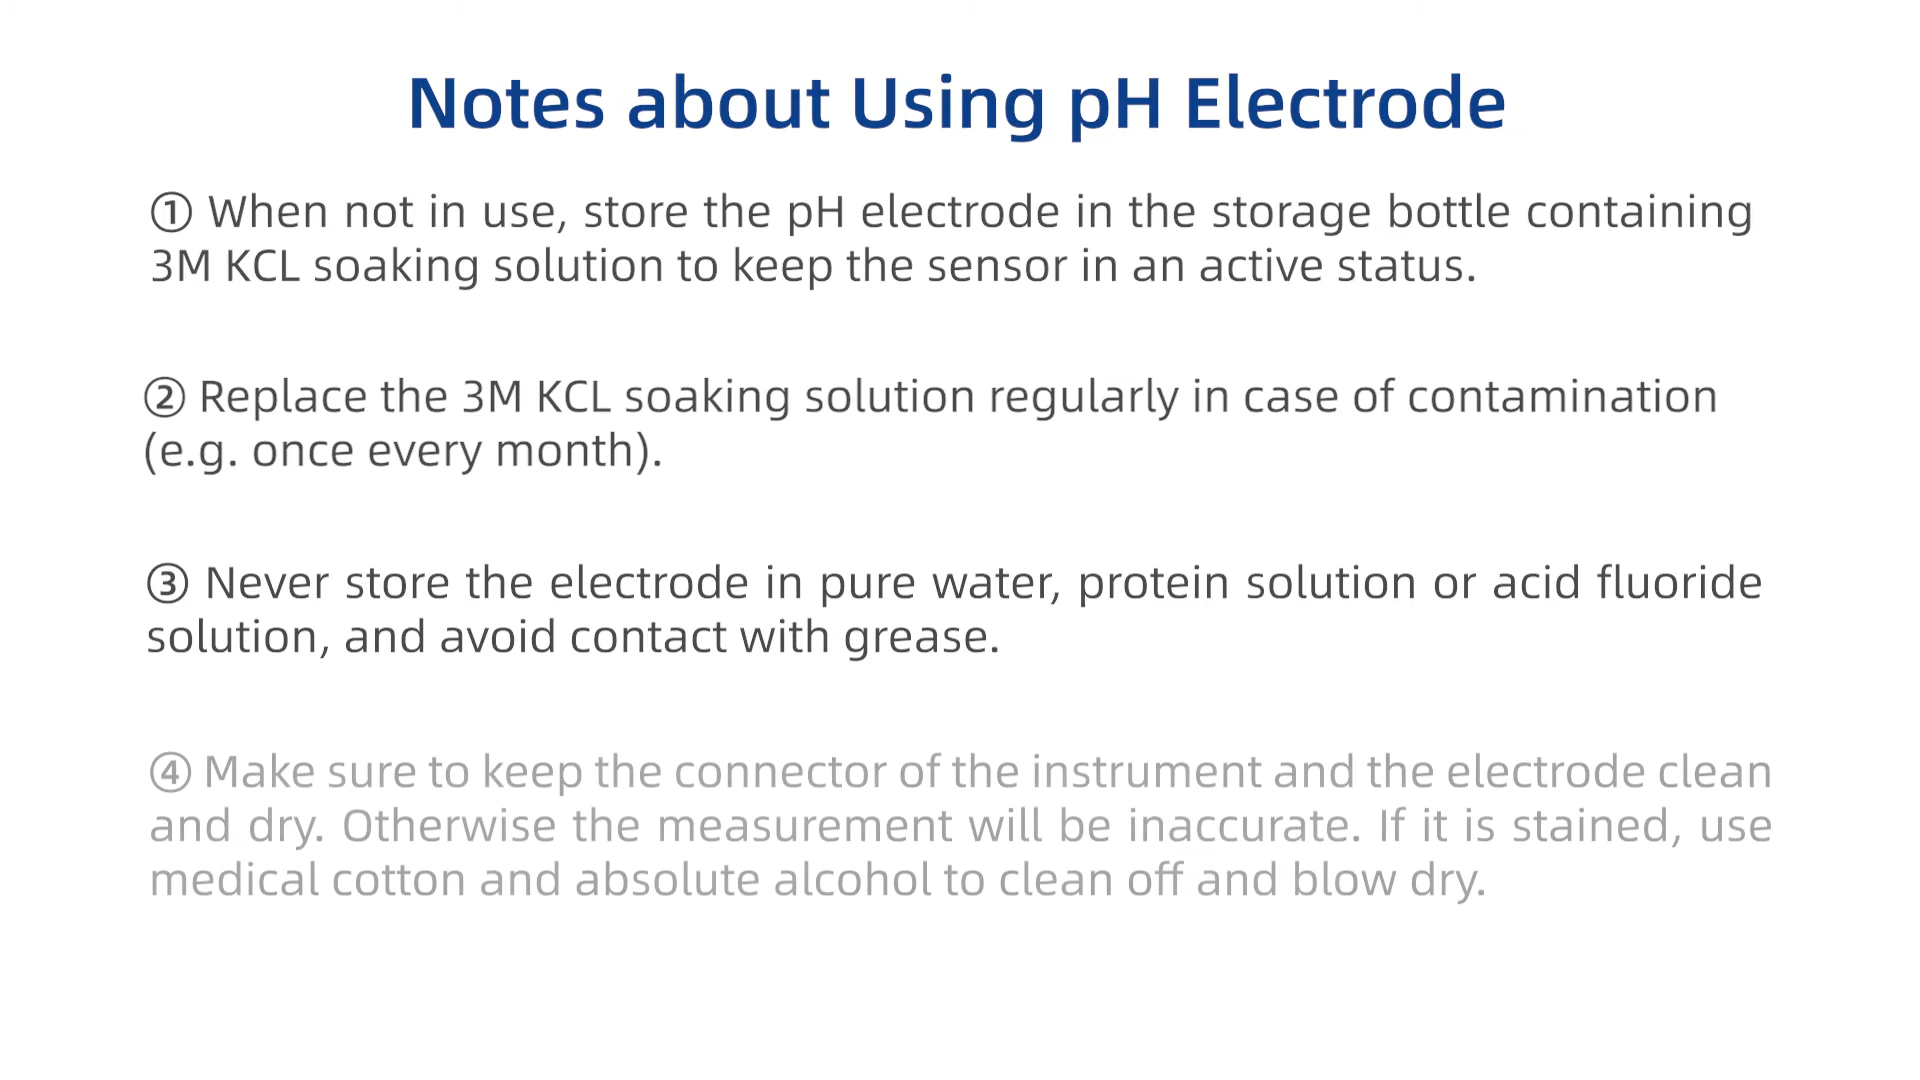 Notes about Using pH Electrode
① When not in use, store the pH electrode in the storage bottle containing
3M KCL soaking solution to keep the sensor in an active status.
② Replace the 3M KCL soaking solution regularly in case of contamination
(e.g. once every month).
③ Never store the electrode in pure water, protein solution or acid fluoride
solution, and avoid contact with grease.
④ Make sure to keep the connector of the instrument and the electrode clean
and dry. Otherwise the measurement will be inaccurate. If it is stained, use
medical cotton and absolute alcohol to clean off and blow dry.